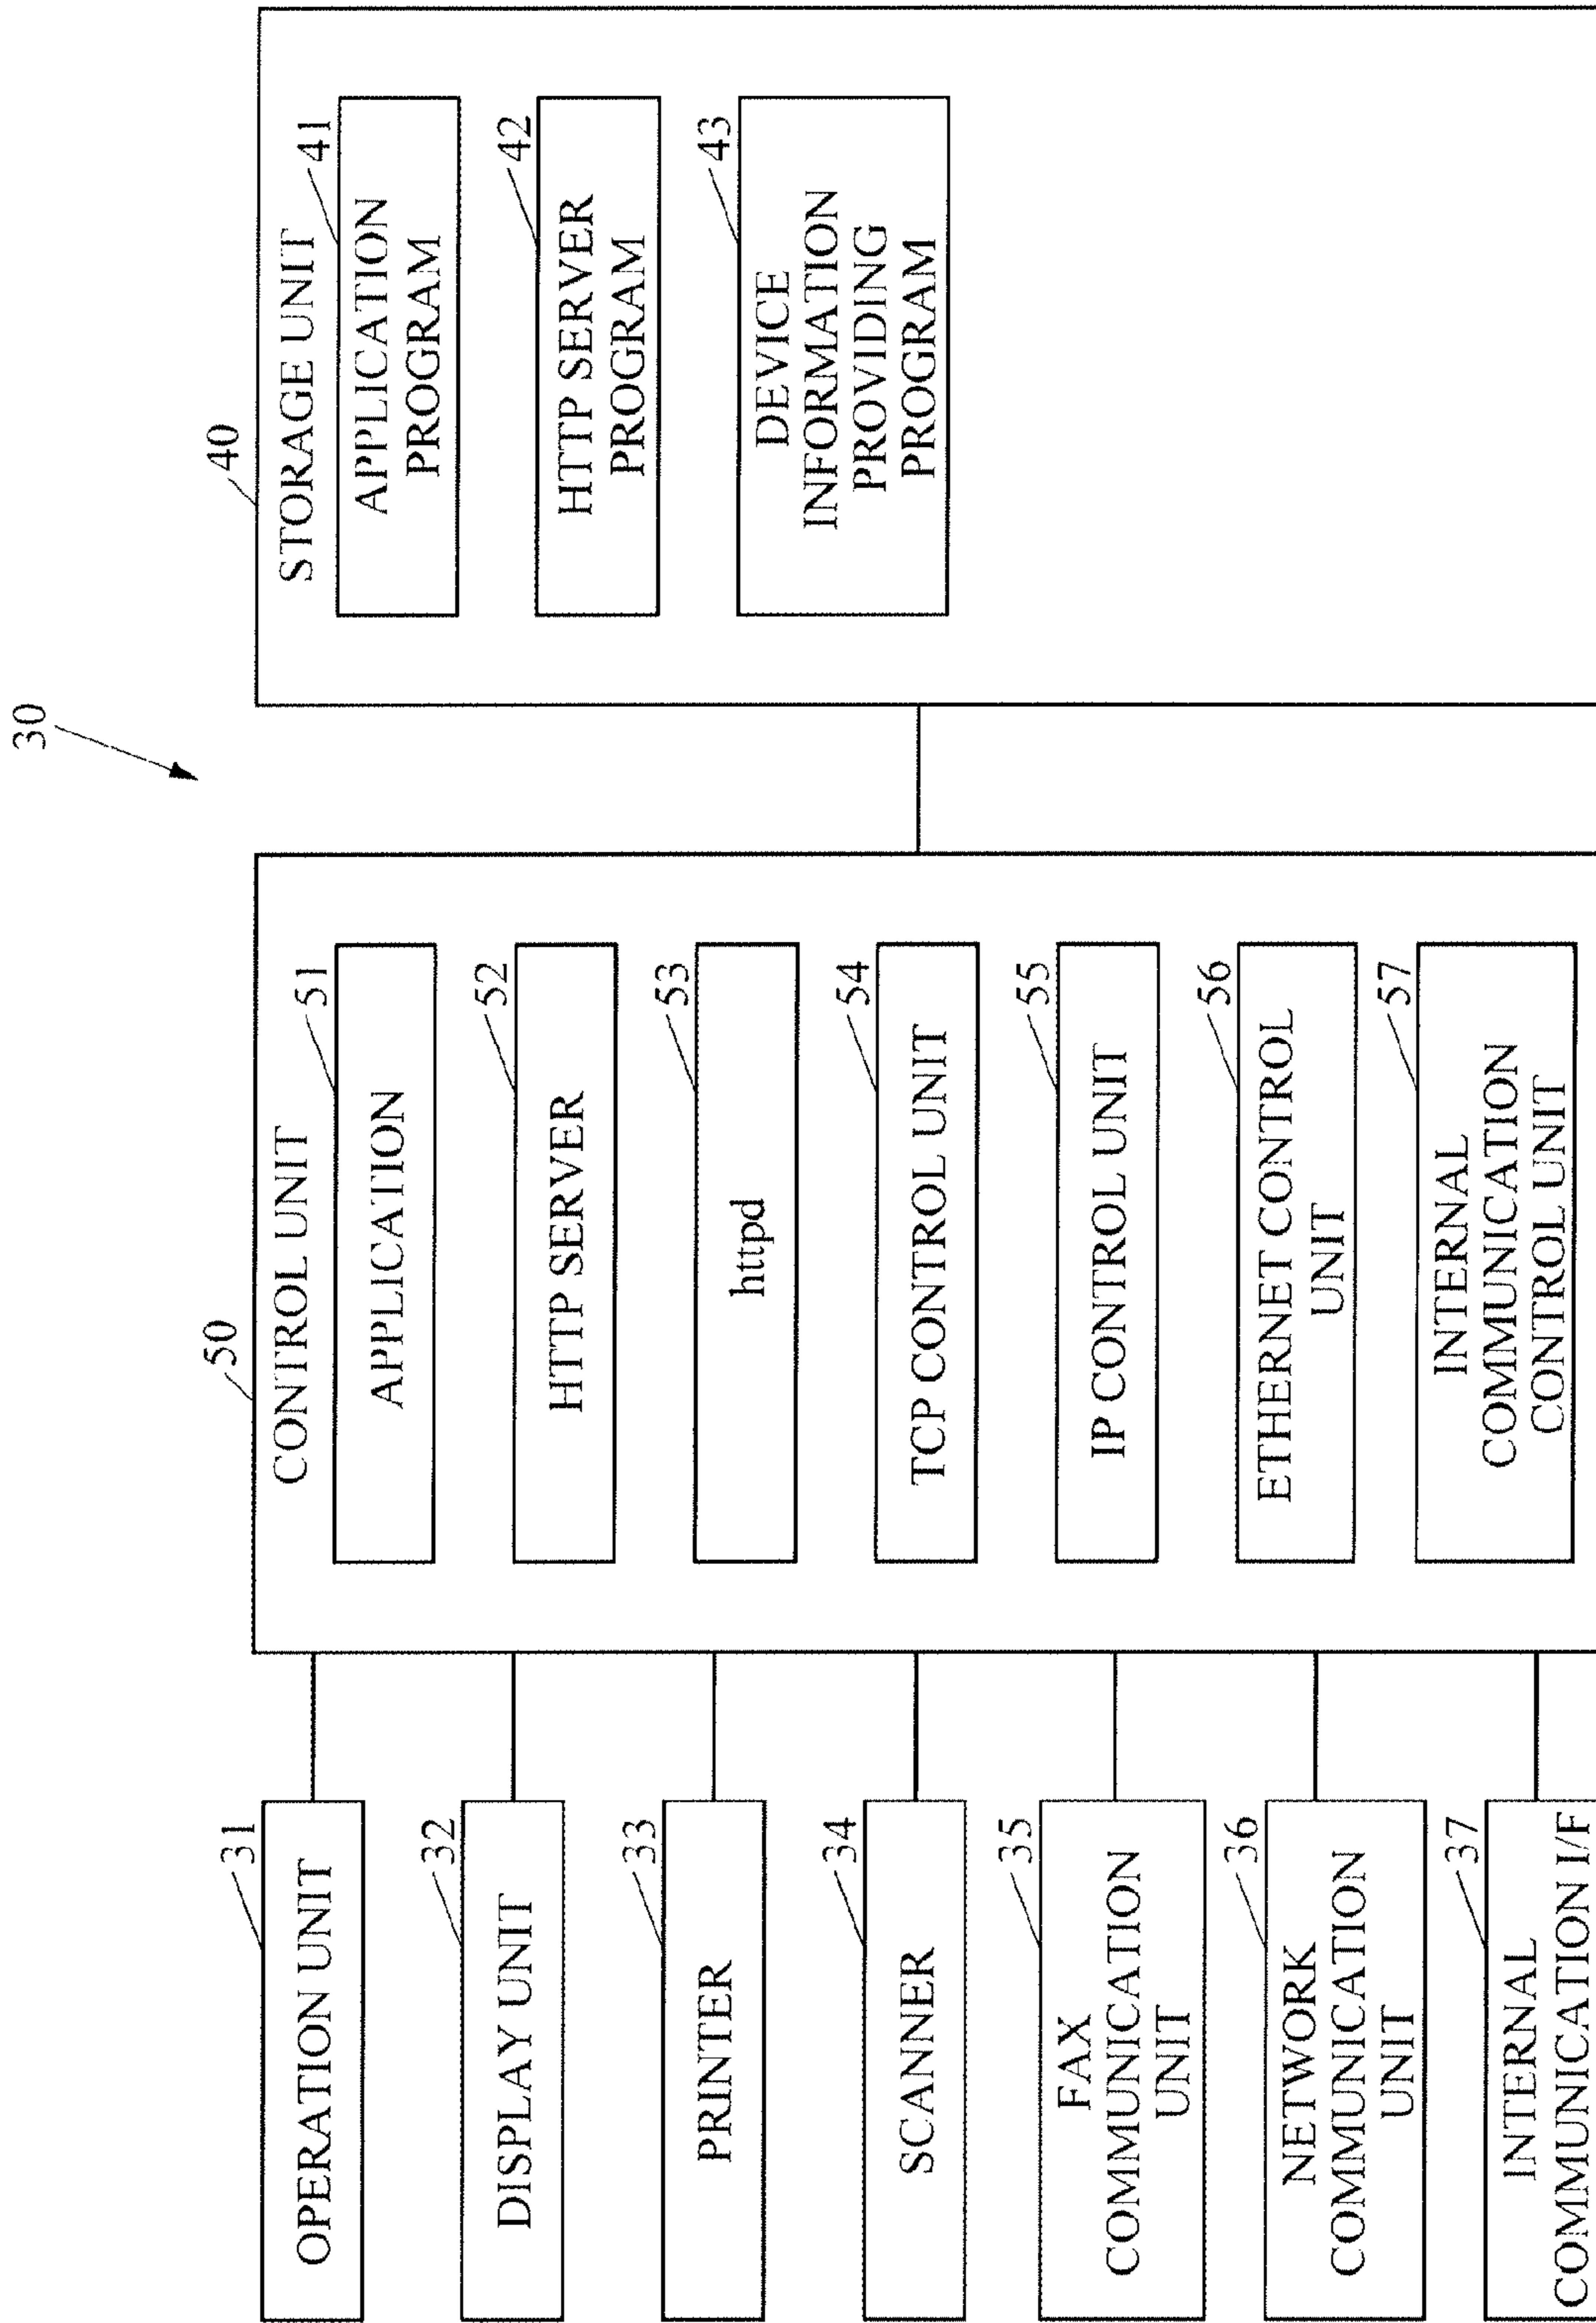 30
31
OPERATION UNIT
32
DISPLAY UNIT
33
PRINTER
34
SCANNER
35
FAX
COMMUNICATION
UNIT
36
NETWORK
COMMUNICATION
UNIT
37
INTERNAL
COMMUNICATION I/F
50
CONTROL UNIT
51
APPLICATION
52
HTTP SERVER
53
httpd
54
TCP CONTROL UNIT
55
IP CONTROL UNIT
56
ETHERNET CONTROL
UNIT
57
INTERNAL
COMMUNICATION
CONTROL UNIT
40
STORAGE UNIT
41
APPLICATION
PROGRAM
42
HTTP SERVER
PROGRAM
43
DEVICE
INFORMATION
PROVIDING
PROGRAM